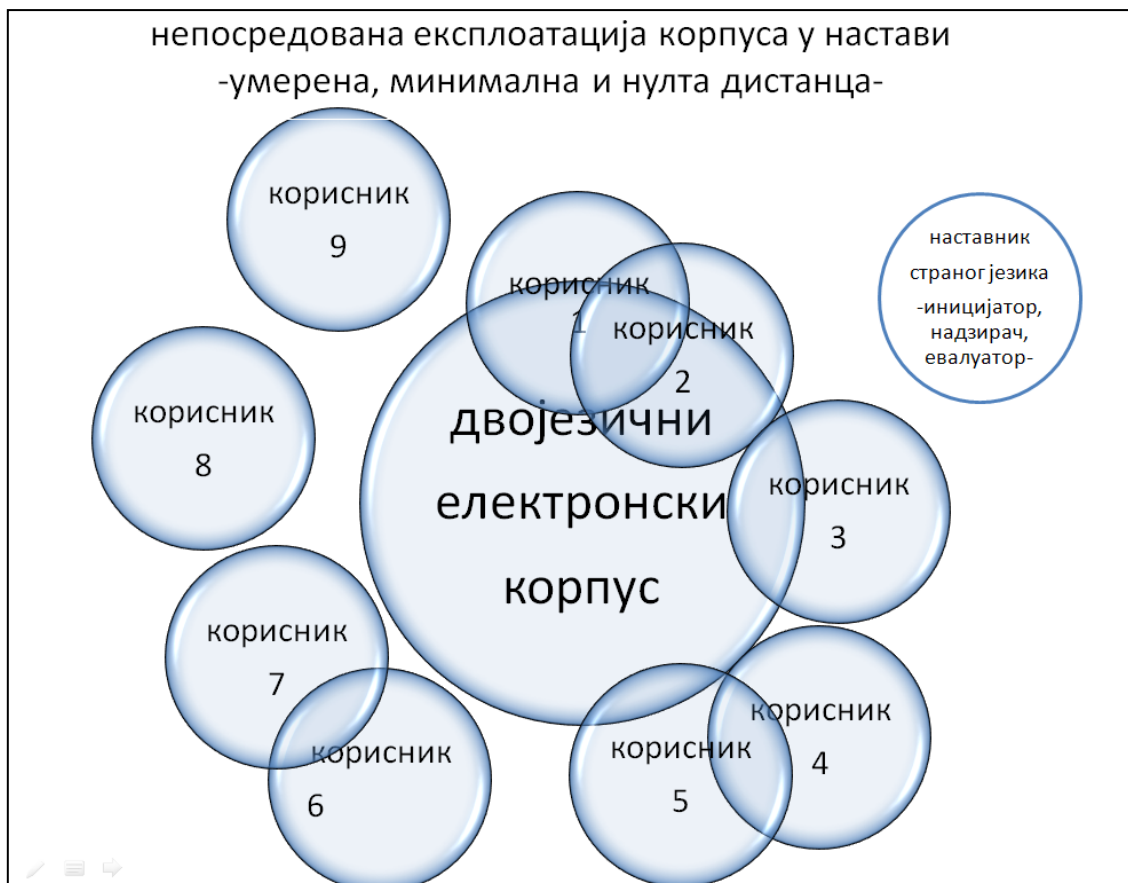 непосредована експлоатација корпуса у настави
-умерена, минимална и нулта дистанца-
корисник
9
корисник
1
корисник
2
наставник
страног језика
-иницијатор,
надзирач,
евалуатор-
корисник
8
двојезични
електронски
корпус
корисник
3
корисник
7
корисник
6
корисник
5
корисник
4